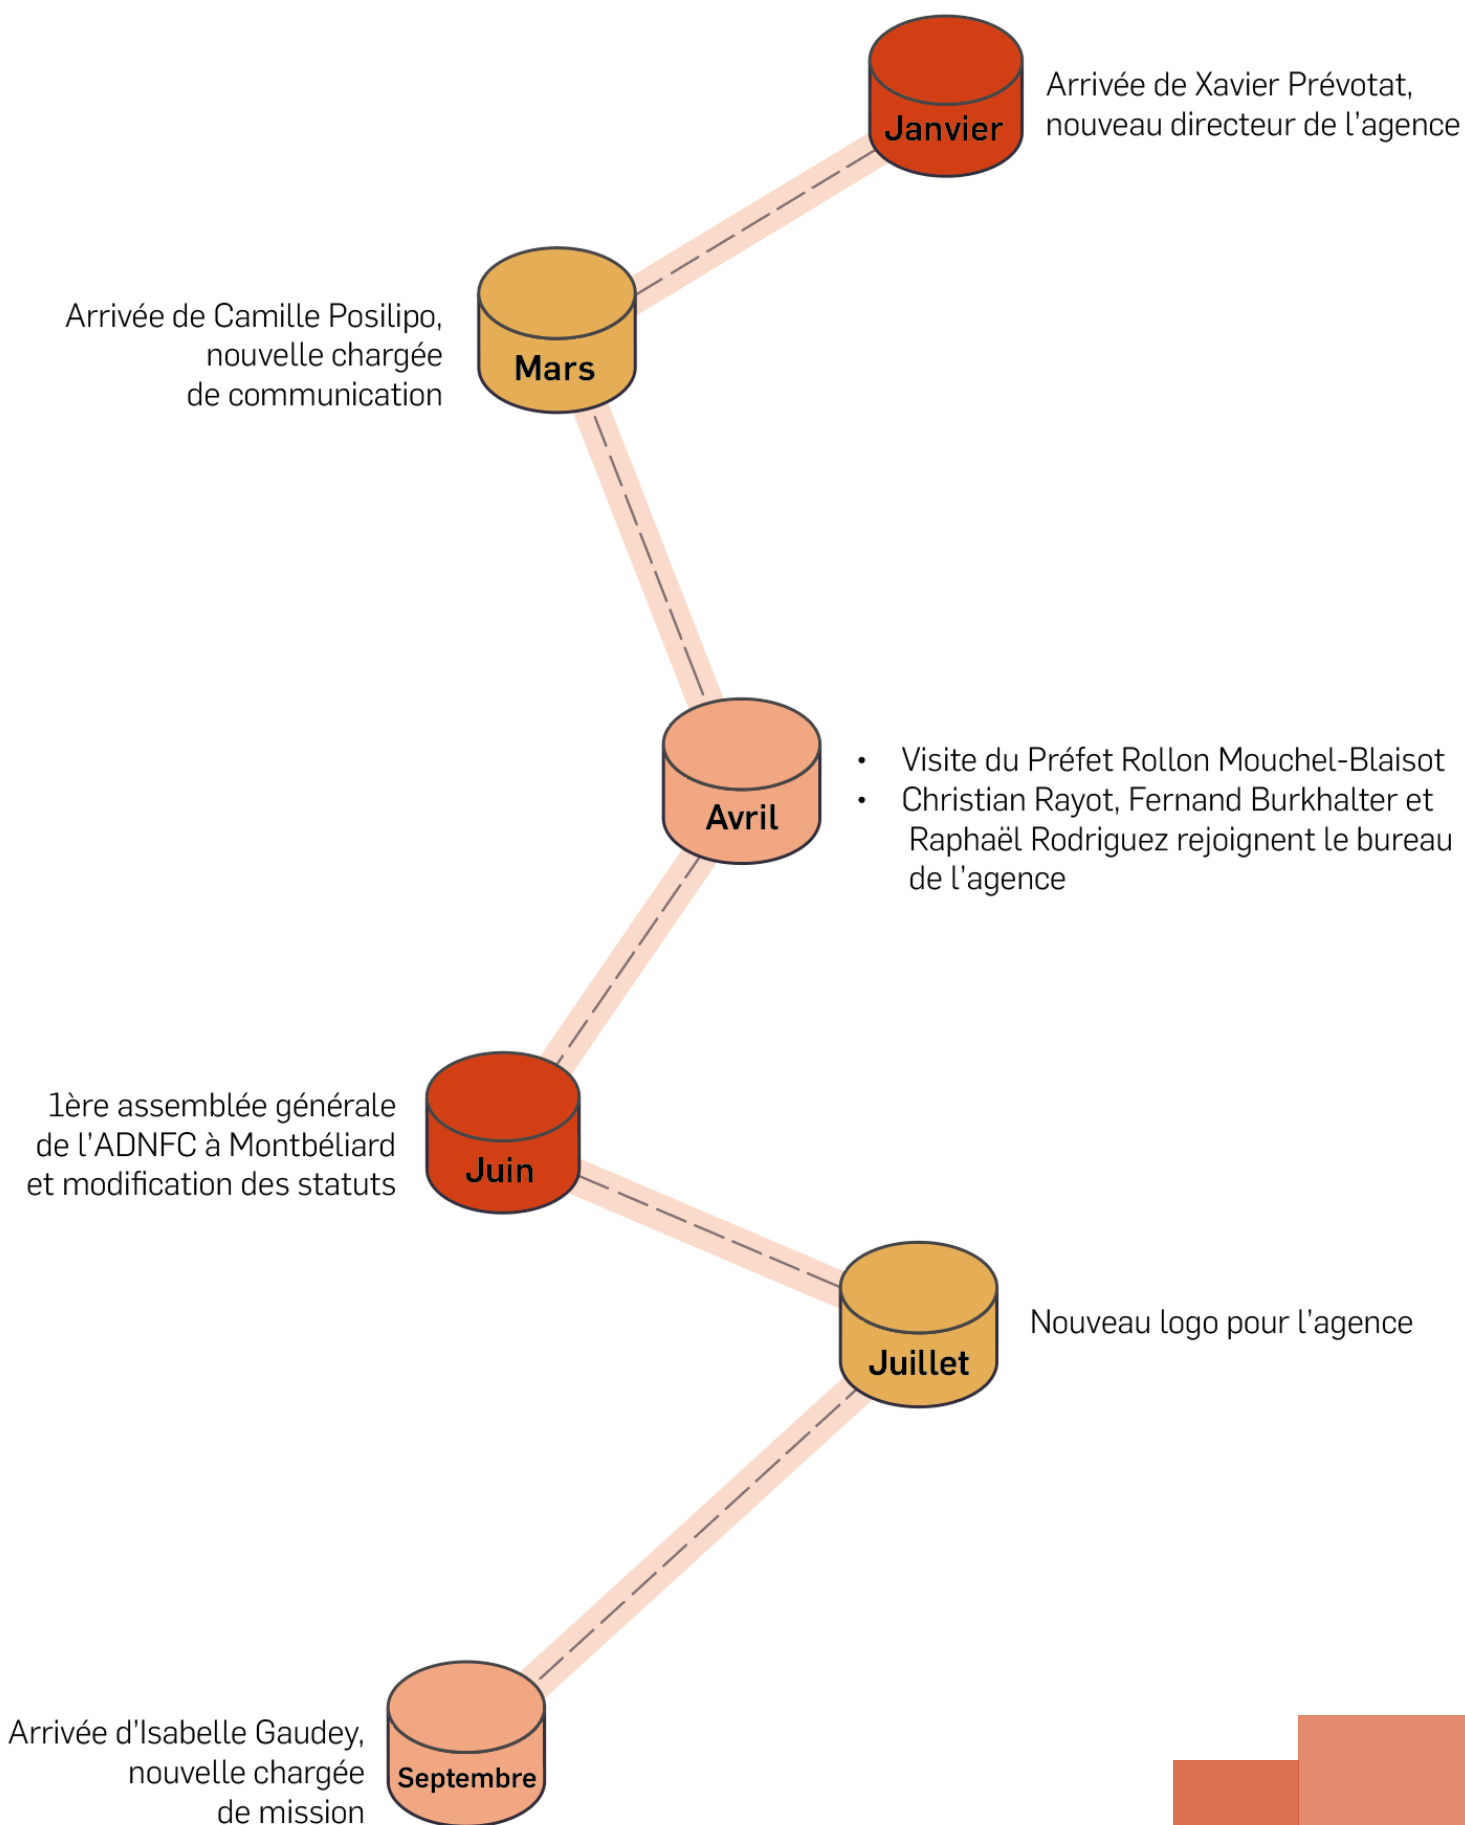 Janvier
Arrivée de Xavier Prévotat,
nouveau directeur de l'agence
Mars
Arrivée de Camille Posilipo,
nouvelle chargée
de communication
Avril
• Visite du Préfet Rollon Mouchel-Blaisot
• Christian Rayot, Fernand Burkhalter et
Raphaël Rodriguez rejoignent le bureau
de l'agence
Juin
1ère assemblée générale
de l'ADNFC à Montbéliard
et modification des statuts
Juillet
Nouveau logo pour l'agence
Septembre
Arrivée d'Isabelle Gaudey,
nouvelle chargée
de mission